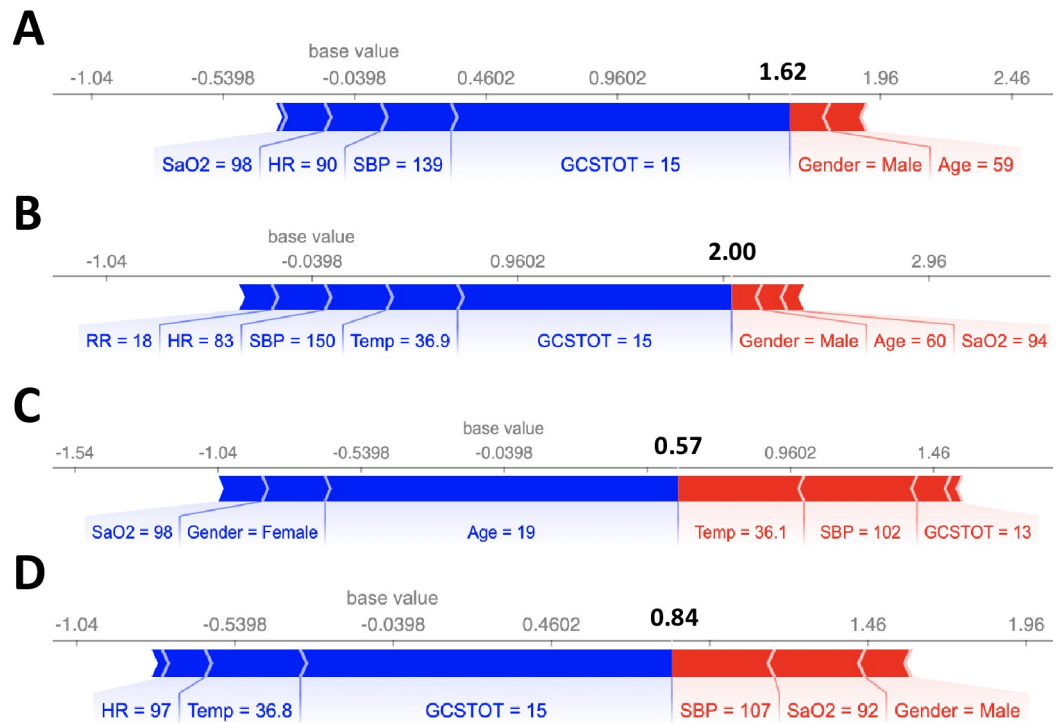 A
base value
-1.04 -0.5398 -0.0398 0.4602 0.9602 1.62 1.96 2.46
SaO2 = 98 HR = 90 SBP = 139 GCSTOT = 15 Gender = Male Age = 59
B
base value
-1.04 -0.0398 0.9602 2.00 2.96
RR = 18 HR = 83 SBP = 150 Temp = 36.9 GCSTOT = 15 Gender = Male Age = 60 SaO2 = 94
C
base value
-1.54 -1.04 -0.5398 -0.0398 0.57 0.9602 1.46
SaO2 = 98 Gender = Female Age = 19 Temp = 36.1 SBP = 102 GCSTOT = 13
D
base value
-1.04 -0.5398 -0.0398 0.4602 0.84 1.46 1.96
HR = 97 Temp = 36.8 GCSTOT = 15 SBP = 107 SaO2 = 92 Gender = Male